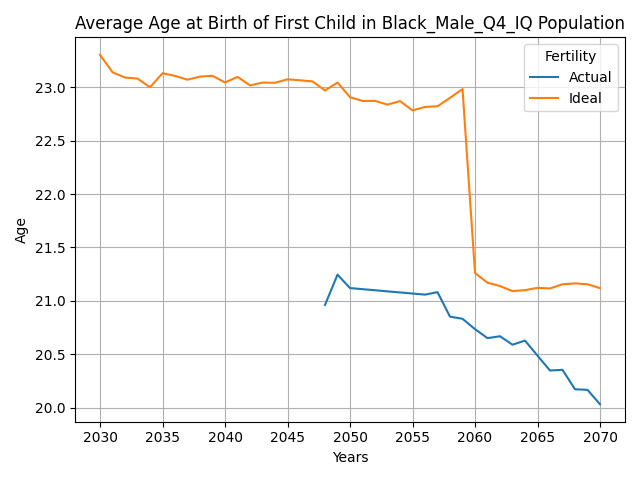 Average Age at Birth of First Child in Black_Male_Q4_IQ Population
Fertility
Actual
Ideal
Age
23.0
22.5
22.0
21.5
21.0
20.5
20.0
2030 2035 2040 2045 2050 2055 2060 2065 2070
Years